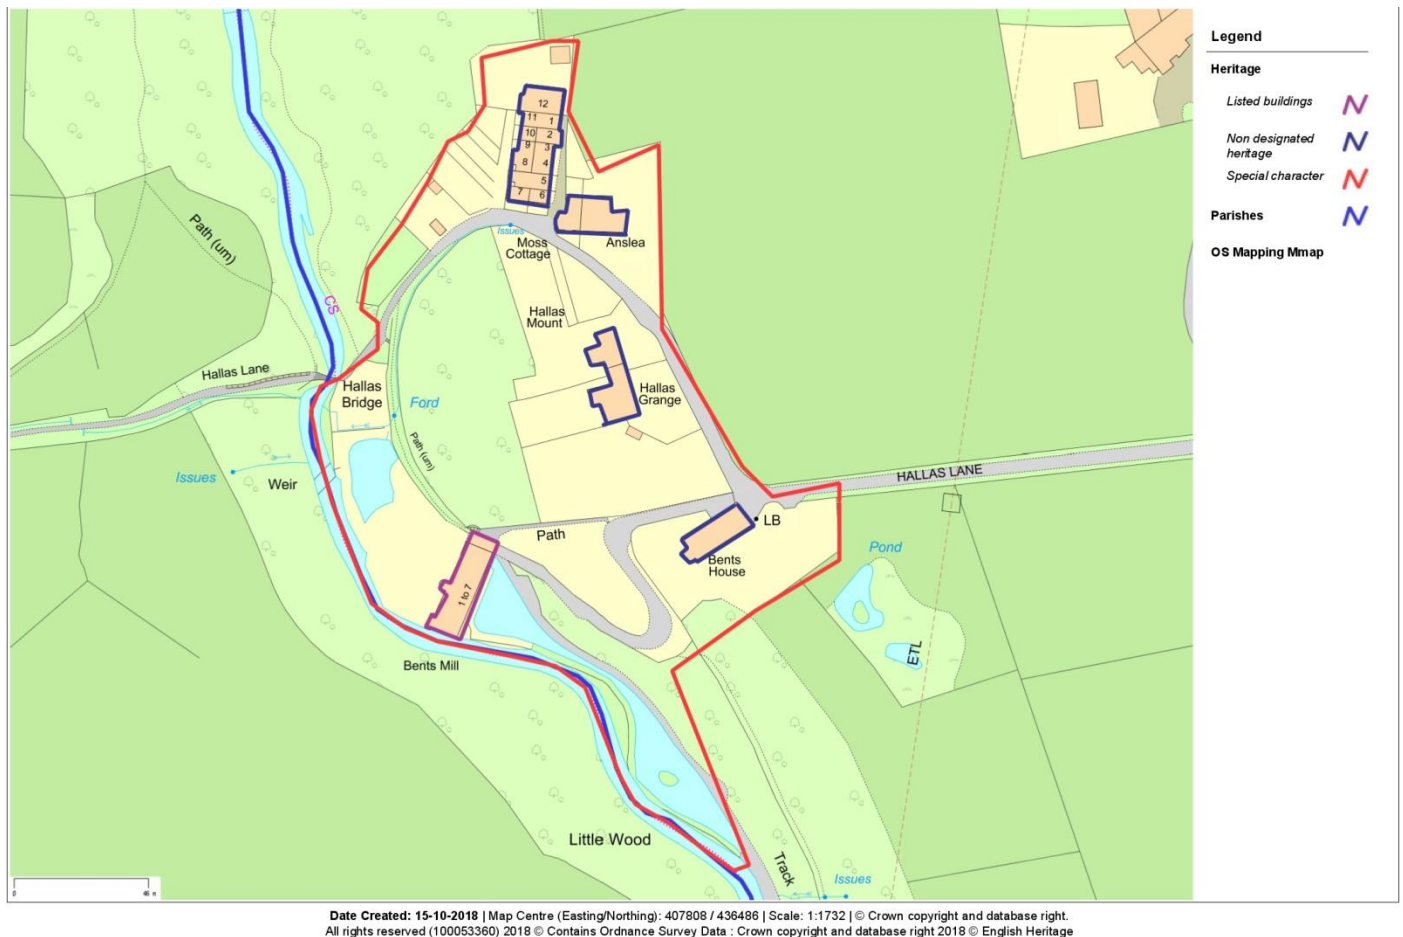 Legend
Heritage
Listed buildings
Non designated
heritage
Special character
Parishes
OS Mapping Mmap
12
11 1
10 2
9 3
8 4
5
7 6
Path (um)
Issues
Moss
Cottage
Anslea
CS
Hallas
Mount
Hallas Lane
Hallas
Bridge
Hallas
Grange
Ford
Path (um)
Issues
Weir
HALLAS LANE
LB
Path
Bents
House
Pond
1 to 7
ETL
Bents Mill
Little Wood
Track
Issues
Date Created: 15-10-2018 | Map Centre (Easting/Northing): 407808 / 436486 | Scale: 1:1732 | © Crown copyright and database right.
All rights reserved (100053360) 2018 © Contains Ordnance Survey Data : Crown copyright and database right 2018 © English Heritage